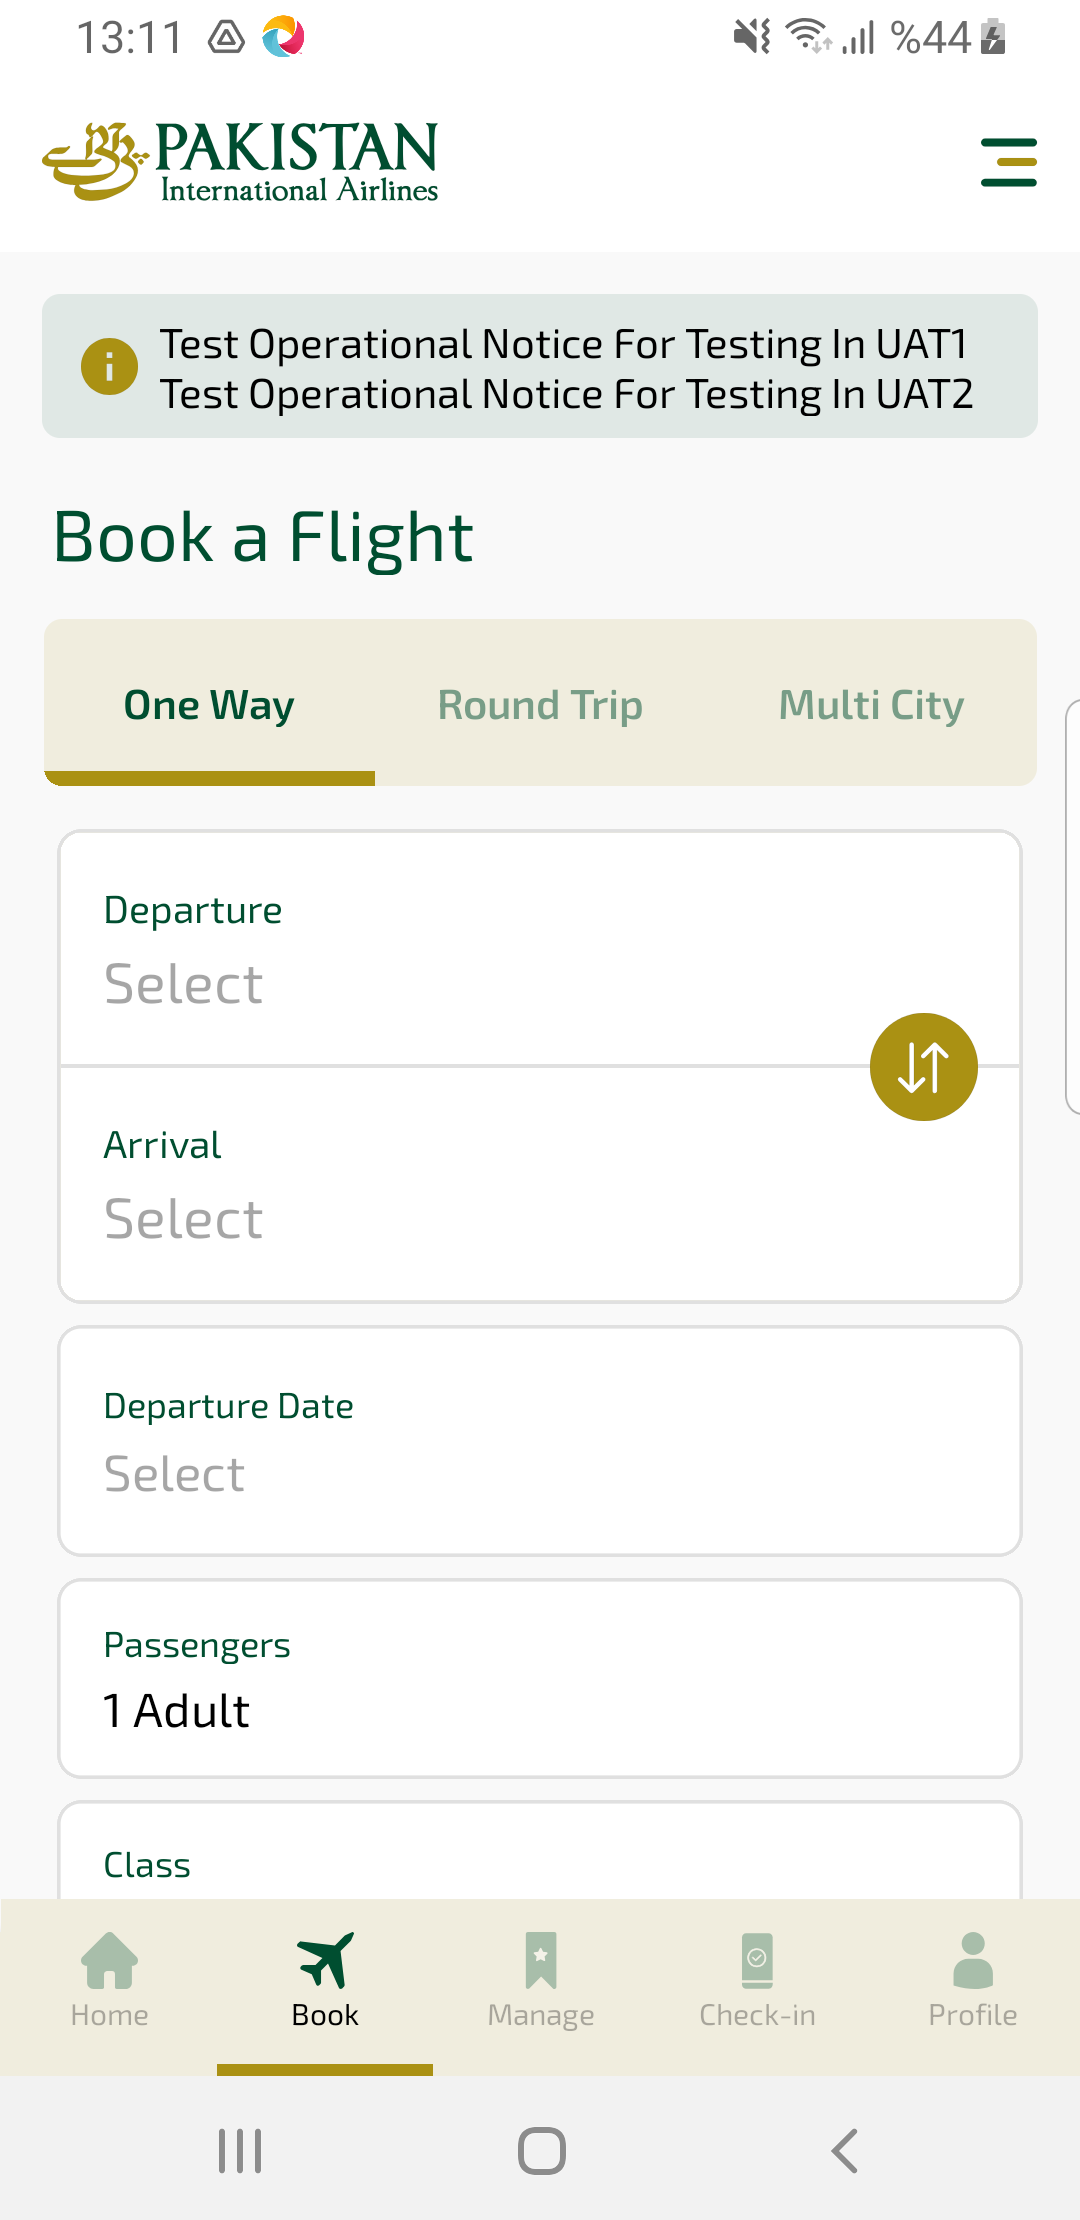 13:11
%44
PAKISTAN
International Airlines
Test Operational Notice For Testing In UAT1
Test Operational Notice For Testing In UAT2
Book a Flight
One Way
Round Trip
Multi City
Departure
Select
Arrival
Select
Departure Date
Select
Passengers
1 Adult
Class
Home
Book
Manage
Check-in
Profile